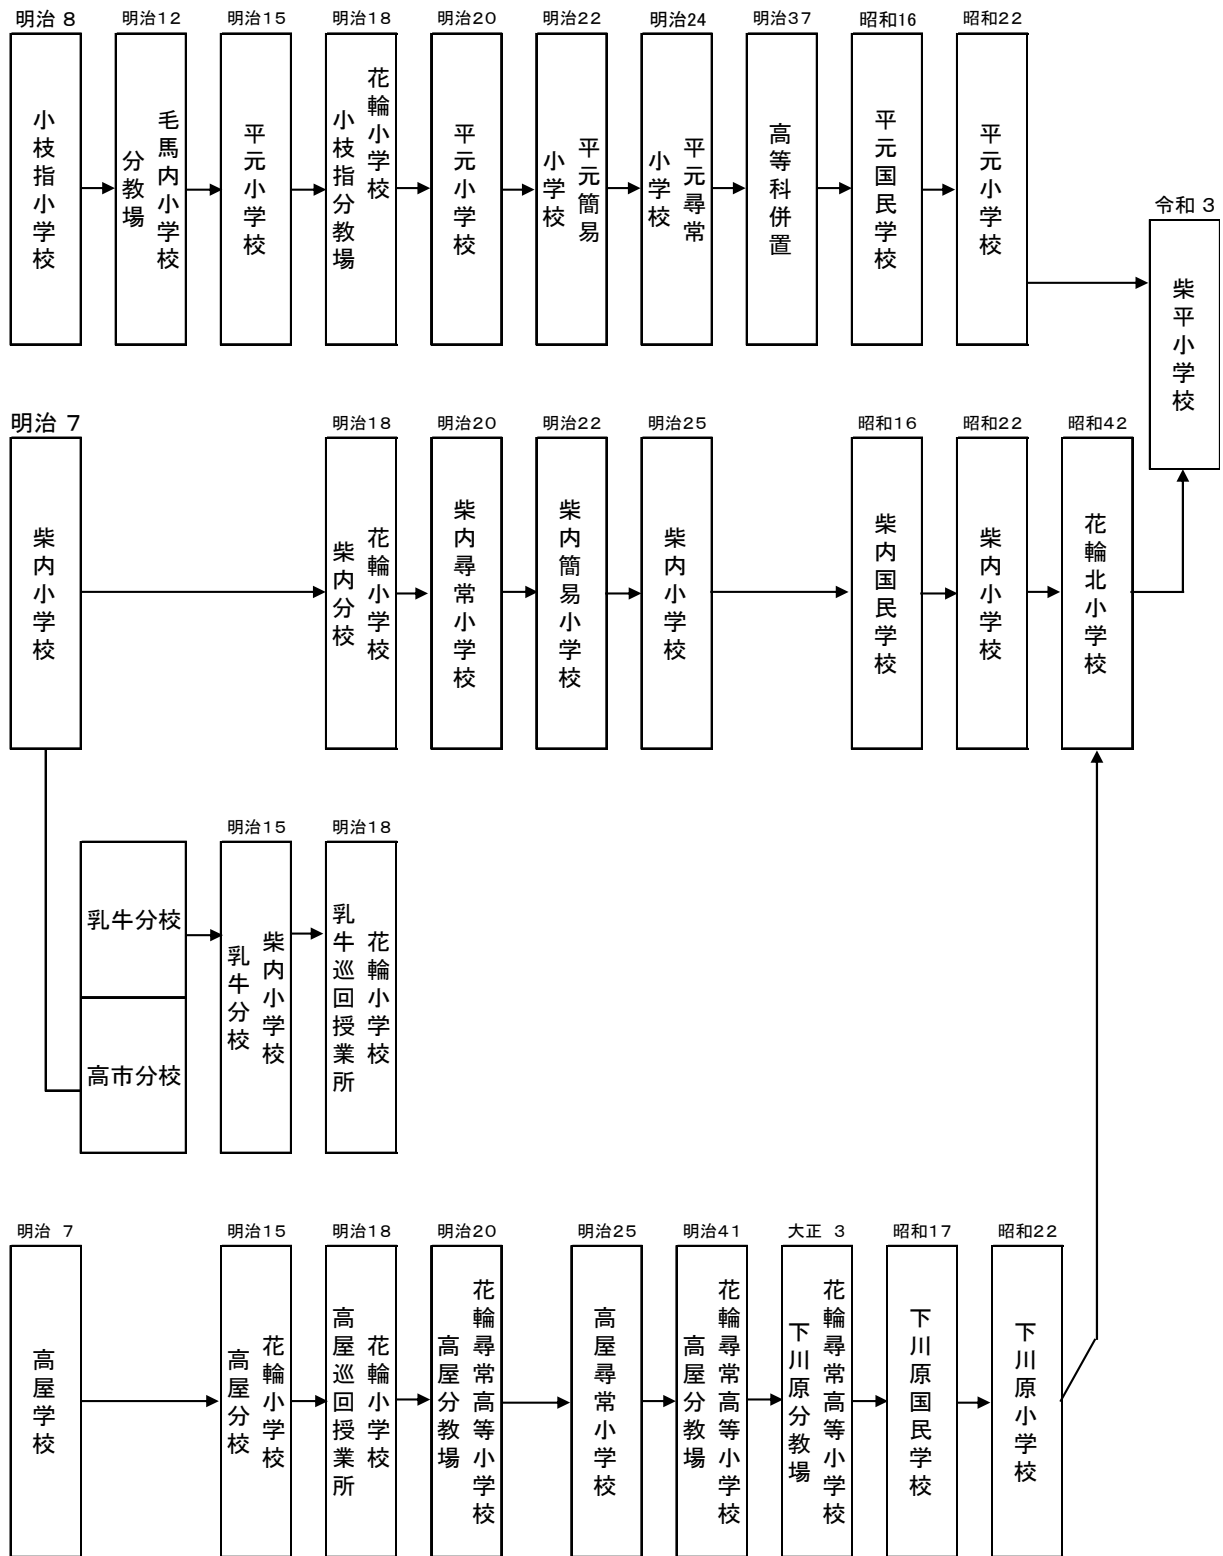 明治 8
明治12
明治15
明治18
明治20
明治22
明治24
明治37
昭和16
昭和22
小枝指小学校
毛馬内小学校
分教場
平元小学校
花輪小学校
小枝指分教場
平元小学校
平元簡易
小学校
平元尋常
小学校
高等科併置
平元国民学校
平元小学校
令和 3
柴平小学校
明治 7
明治18
明治20
明治22
明治25
昭和16
昭和22
昭和42
柴内小学校
花輪小学校
柴内分校
柴内尋常小学校
柴内簡易小学校
柴内小学校
柴内国民学校
柴内小学校
花輪北小学校
明治15
明治18
乳牛分校
高市分校
柴内小学校
乳牛分校
花輪小学校
乳牛巡回授業所
明治 7
明治15
明治18
明治20
明治25
明治41
大正 3
昭和17
昭和22
高屋学校
花輪小学校
高屋分校
花輪小学校
高屋巡回授業所
花輪尋常高等小学校
高屋分教場
高屋尋常小学校
花輪尋常高等小学校
高屋分教場
花輪尋常高等小学校
下川原分教場
下川原国民学校
下川原小学校